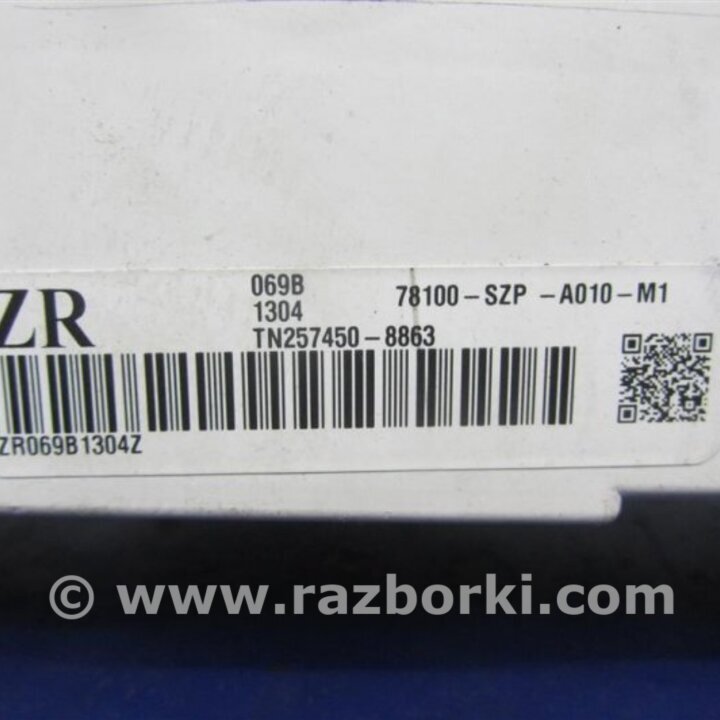 ZR
069B
1304
78100-SZP -A010-M1
TN257450-8863
ZR069B1304Z
© www.razborki.com